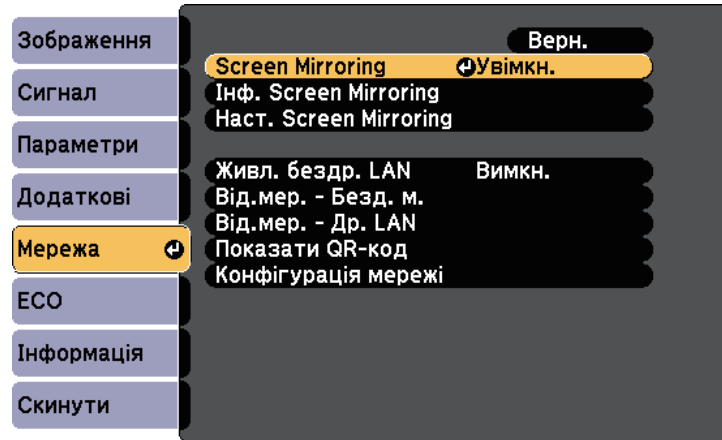 Зображення
Сигнал
Параметри
Додаткові
Мережа
ECO
Інформація
Скинути
Верн.
Screen Mirroring Увімкн.
Інф. Screen Mirroring
Наст. Screen Mirroring
Живл. бездр. LAN Вимкн.
Від.мер. - Безд. м.
Від.мер. - Др. LAN
Показати QR-код
Конфігурація мережі